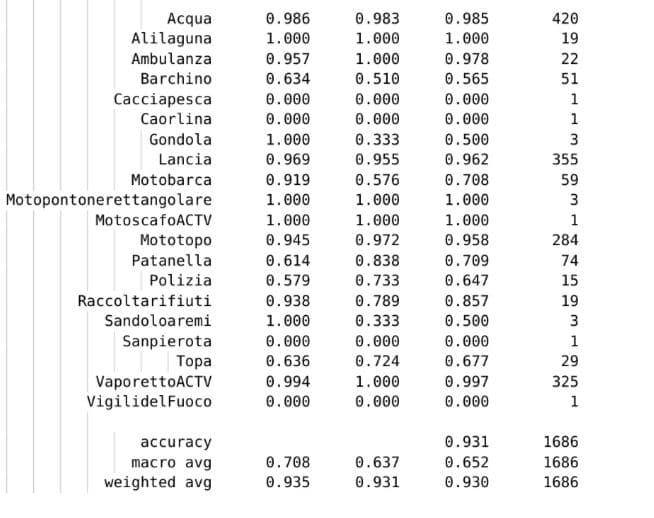 Acqua 0.986 0.983 0.985 420
Alilaguna 1.000 1.000 1.000 19
Ambulanza 0.957 1.000 0.978 22
Barchino 0.634 0.510 0.565 51
Cacciapesca 0.000 0.000 0.000 1
Caorlina 0.000 0.000 0.000 1
Gondola 1.000 0.333 0.500 3
Lancia 0.969 0.955 0.962 355
Motobarca 0.919 0.576 0.708 59
Motopontonerettangolare 1.000 1.000 1.000 3
MotoscafoACTV 1.000 1.000 1.000 1
Mototopo 0.945 0.972 0.958 284
Patanella 0.614 0.838 0.709 74
Polizia 0.579 0.733 0.647 15
Raccoltarifiuti 0.938 0.789 0.857 19
Sandoloaremi 1.000 0.333 0.500 3
Sanpierota 0.000 0.000 0.000 1
Topa 0.636 0.724 0.677 29
VaporettoACTV 0.994 1.000 0.997 325
VigilidelFuoco 0.000 0.000 0.000 1
accuracy 0.931 1686
macro avg 0.708 0.637 0.652 1686
weighted avg 0.935 0.931 0.930 1686